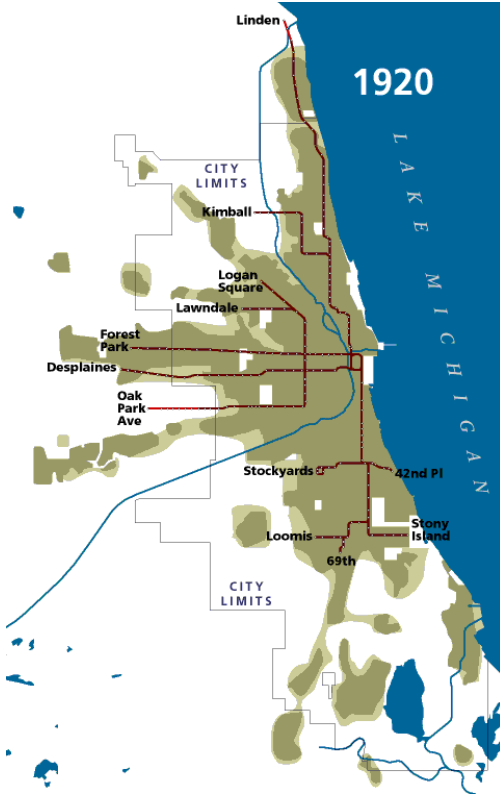 Linden
1920
LAKE MICHIGAN
CITY
LIMITS
Kimball
Logan
Square
Lawndale
Forest
Park
Desplaines
Oak
Park
Ave
Stockyards
42nd Pl
Stony
Island
Loomis
69th
CITY
LIMITS